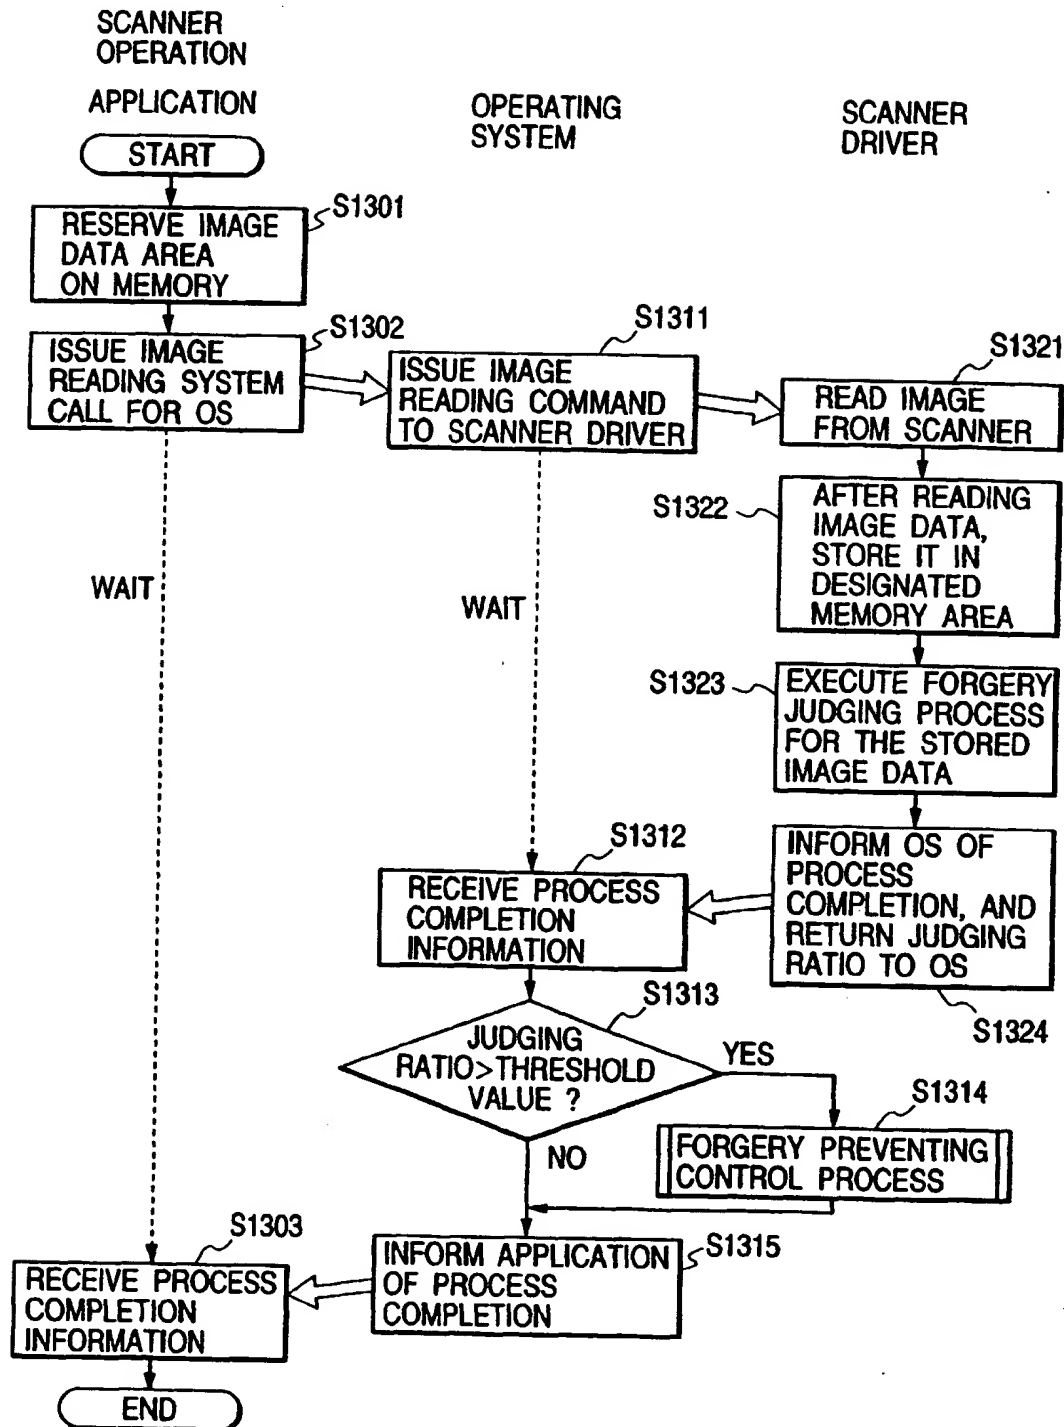 SCANNER
OPERATION
APPLICATION
OPERATING
SYSTEM
SCANNER
DRIVER
START
S1301
RESERVE IMAGE
DATA AREA
ON MEMORY
S1302
ISSUE IMAGE
READING SYSTEM
CALL FOR OS
S1311
ISSUE IMAGE
READING COMMAND
TO SCANNER DRIVER
S1321
READ IMAGE
FROM SCANNER
S1322
AFTER READING
IMAGE DATA,
STORE IT IN
DESIGNATED
MEMORY AREA
WAIT
WAIT
S1323
EXECUTE FORGERY
JUDGING PROCESS
FOR THE STORED
IMAGE DATA
S1312
RECEIVE PROCESS
COMPLETION
INFORMATION
INFORM OS OF
PROCESS
COMPLETION, AND
RETURN JUDGING
RATIO TO OS
S1324
S1313
JUDGING
RATIO>THRESHOLD
VALUE ?
YES
NO
S1314
FORGERY PREVENTING
CONTROL PROCESS
S1315
INFORM APPLICATION
OF PROCESS
COMPLETION
S1303
RECEIVE PROCESS
COMPLETION
INFORMATION
END